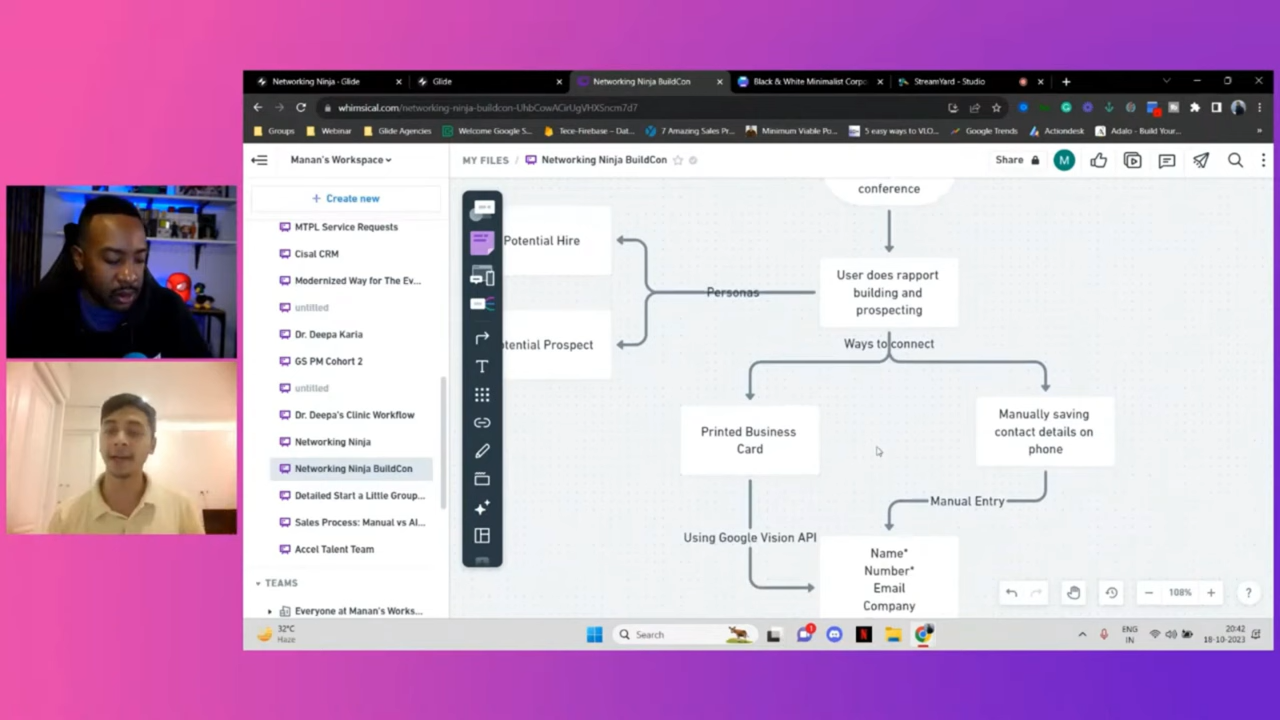 Networking Ninja - Glide
Glide
Networking Ninja BuildCon
Black & White Minimalist Corpo
StreamYard - Studio
whimsical.com/networking-ninja-buildcon-UhbCowACirUgVHXSncm7d7
Groups
Webinar
Glide Agencies
Welcome Google S...
Tece-Firebase – Dat...
7 Amazing Sales Pr...
Minimum Viable Po...
5 easy ways to VLO...
Google Trends
Actiondesk
Adalo - Build Your...
Manan's Workspace
MY FILES / Networking Ninja BuildCon
Share
M
+ Create new
MTPL Service Requests
Cisal CRM
Modernized Way for The Ev...
untitled
Dr. Deepa Karia
GS PM Cohort 2
untitled
Dr. Deepa's Clinic Workflow
Networking Ninja
Networking Ninja BuildCon
Detailed Start a Little Group...
Sales Process: Manual vs AI...
Accel Talent Team
TEAMS
Everyone at Manan's Works...
conference
User does rapport
building and
prospecting
Personas
Potential Hire
tential Prospect
Ways to connect
Printed Business
Card
Manually saving
contact details on
phone
Manual Entry
Using Google Vision API
Name*
Number*
Email
Company
108%
32°C
Haze
Search
ENG
IN
20:42
18-10-2023